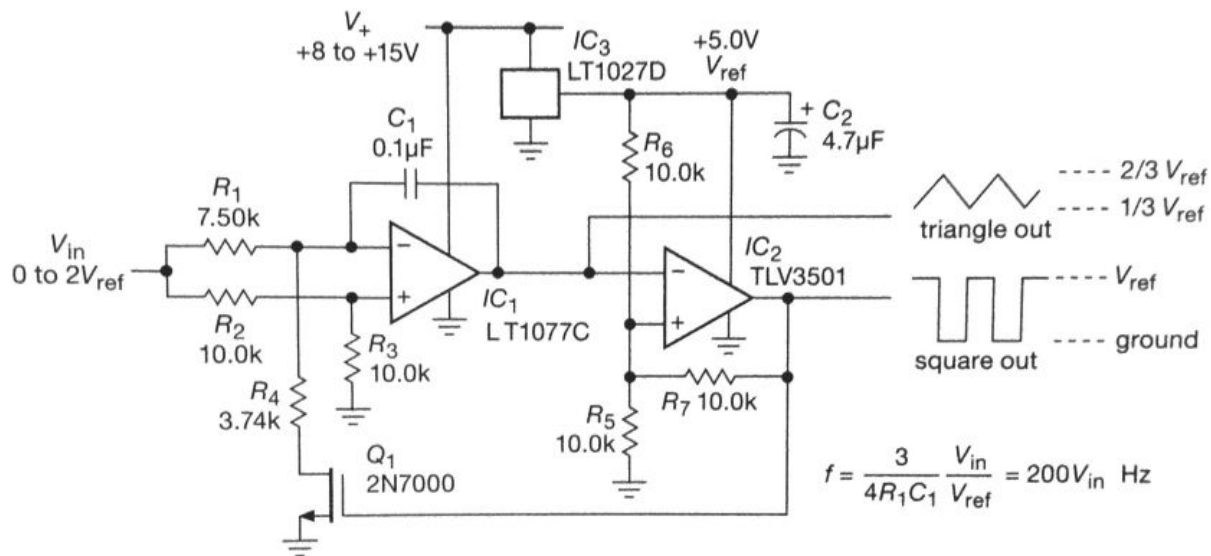 V+
+8 to +15V
IC3
LT1027D
+5.0V
Vref
C1
0.1µF
R6
10.0k
+ C2
4.7µF
R1
7.50k
Vin
0 to 2Vref
R2
10.0k
−
+
IC1
LT1077C
R3
10.0k
R4
3.74k
−
+
IC2
TLV3501
R7 10.0k
R5
10.0k
Q1
2N7000
2/3 Vref
1/3 Vref
triangle out
Vref
ground
square out
f = 3/(4R1C1) Vin/Vref = 200Vin Hz